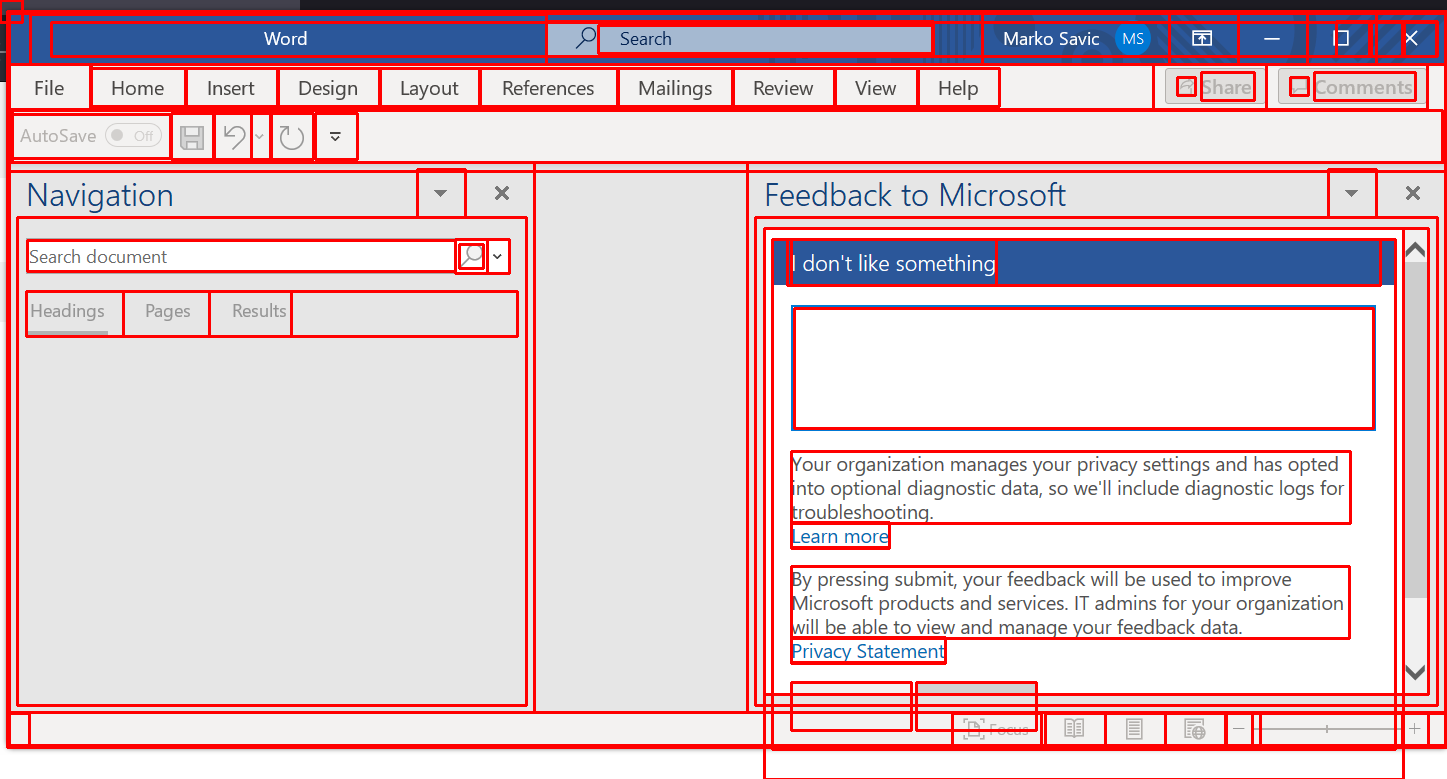 Word
Search
Marko Savic
MS
File
Home
Insert
Design
Layout
References
Mailings
Review
View
Help
Share
Comments
AutoSave
Off
Navigation
Search document
Headings
Pages
Results
Feedback to Microsoft
I don't like something
Your organization manages your privacy settings and has opted
into optional diagnostic data, so we'll include diagnostic logs for
troubleshooting.
Learn more
By pressing submit, your feedback will be used to improve
Microsoft products and services. IT admins for your organization
will be able to view and manage your feedback data.
Privacy Statement
Focus